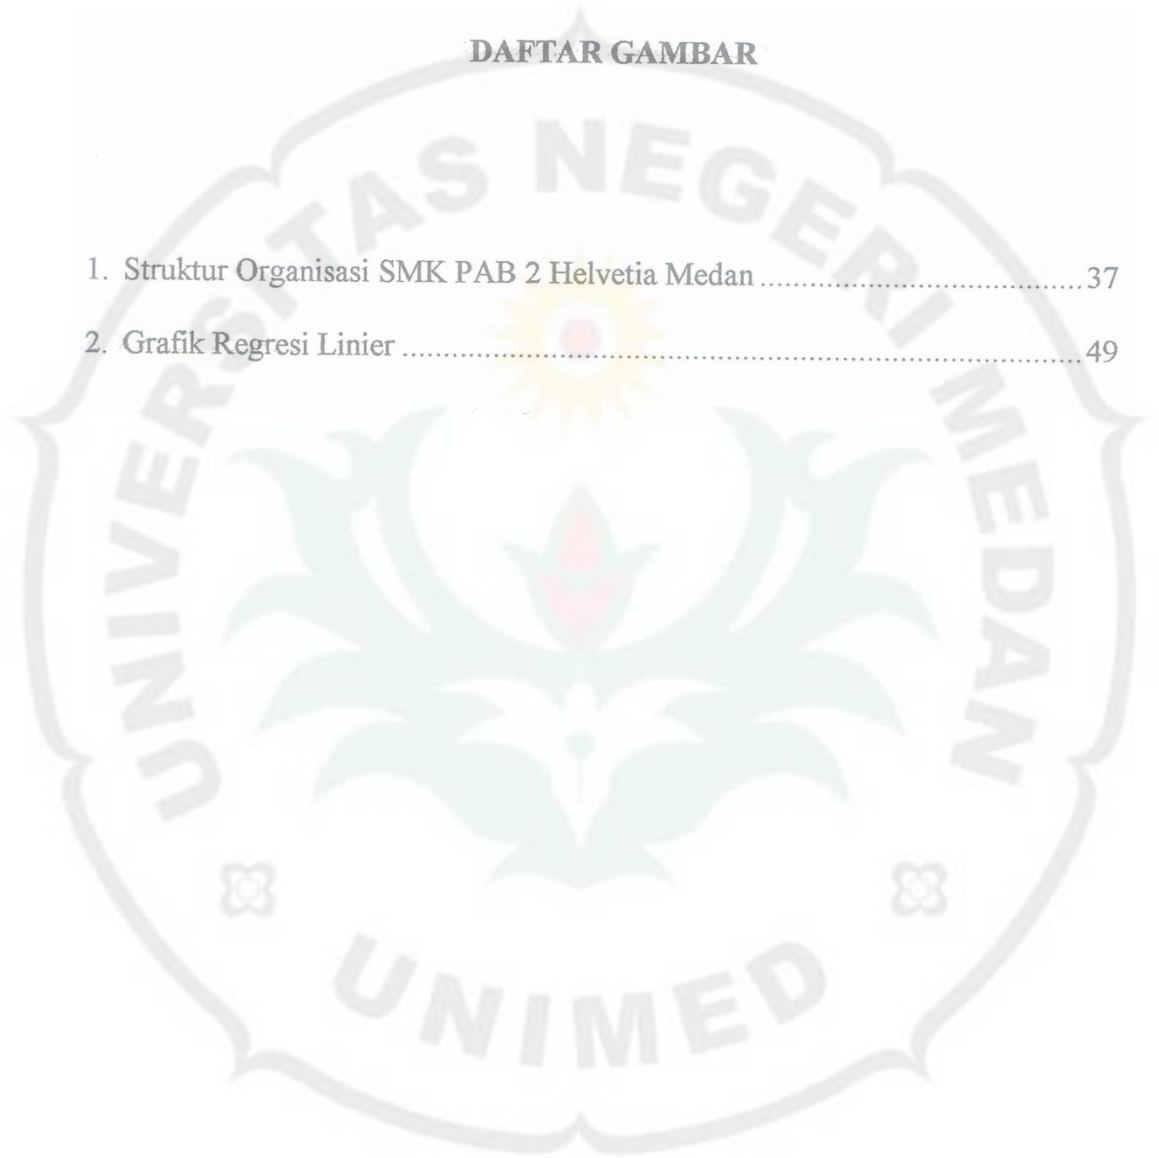 DAFTAR GAMBAR
UNIVERSITAS NEGERI MEDAN
1. Struktur Organisasi SMK PAB 2 Helvetia Medan ................................. 37
2. Grafik Regresi Linier ...................................................................... 49
UNIMED